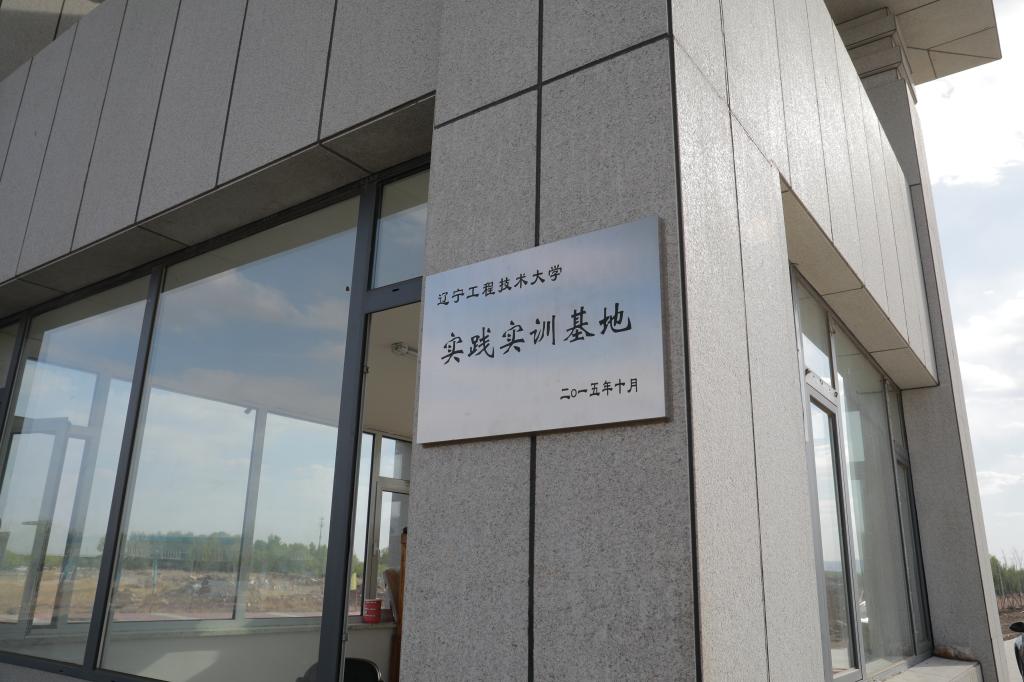 辽宁工程技术大学
实践实训基地
二〇一五年十月